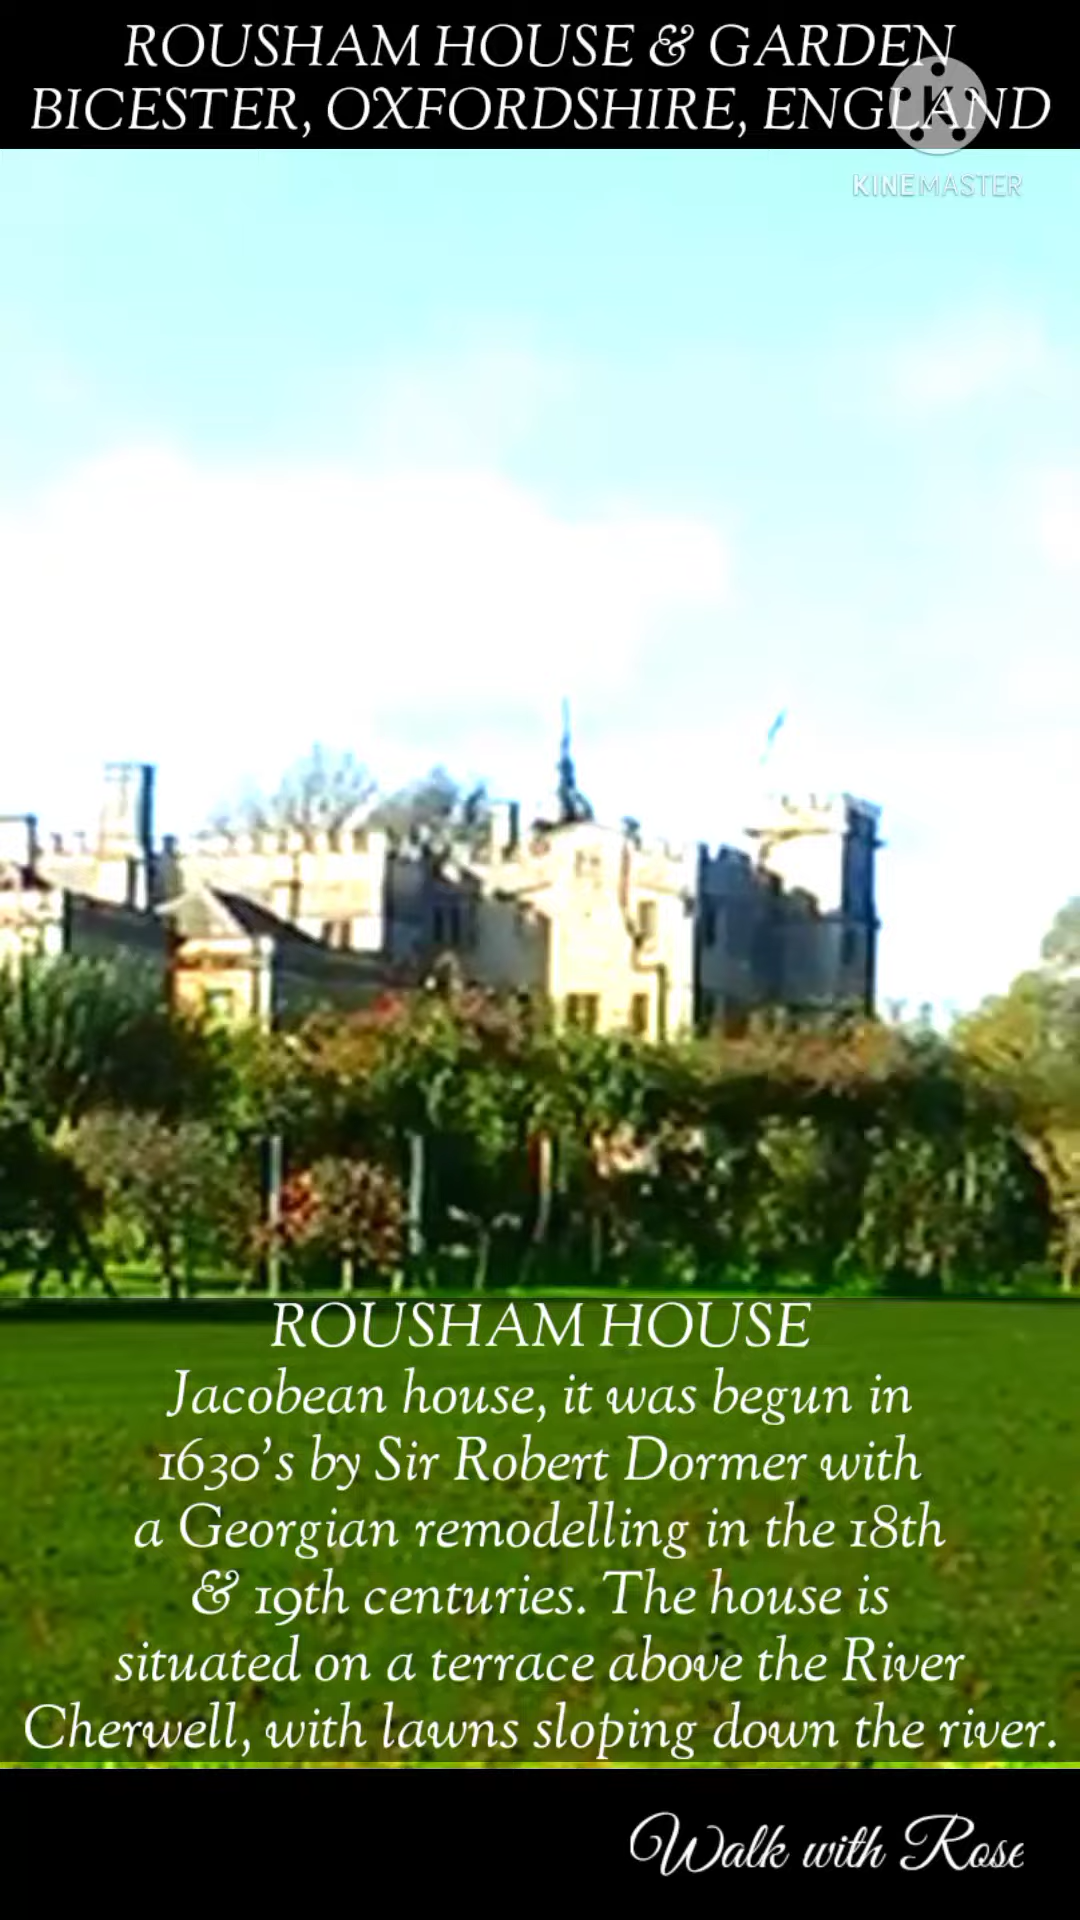 ROUSHAM HOUSE & GARDEN
BICESTER, OXFORDSHIRE, ENGLAND
KINEMASTER
ROUSHAM HOUSE
Jacobean house, it was begun in
1630's by Sir Robert Dormer with
a Georgian remodelling in the 18th
& 19th centuries. The house is
situated on a terrace above the River
Cherwell, with lawns sloping down the river.
Walk with Rose